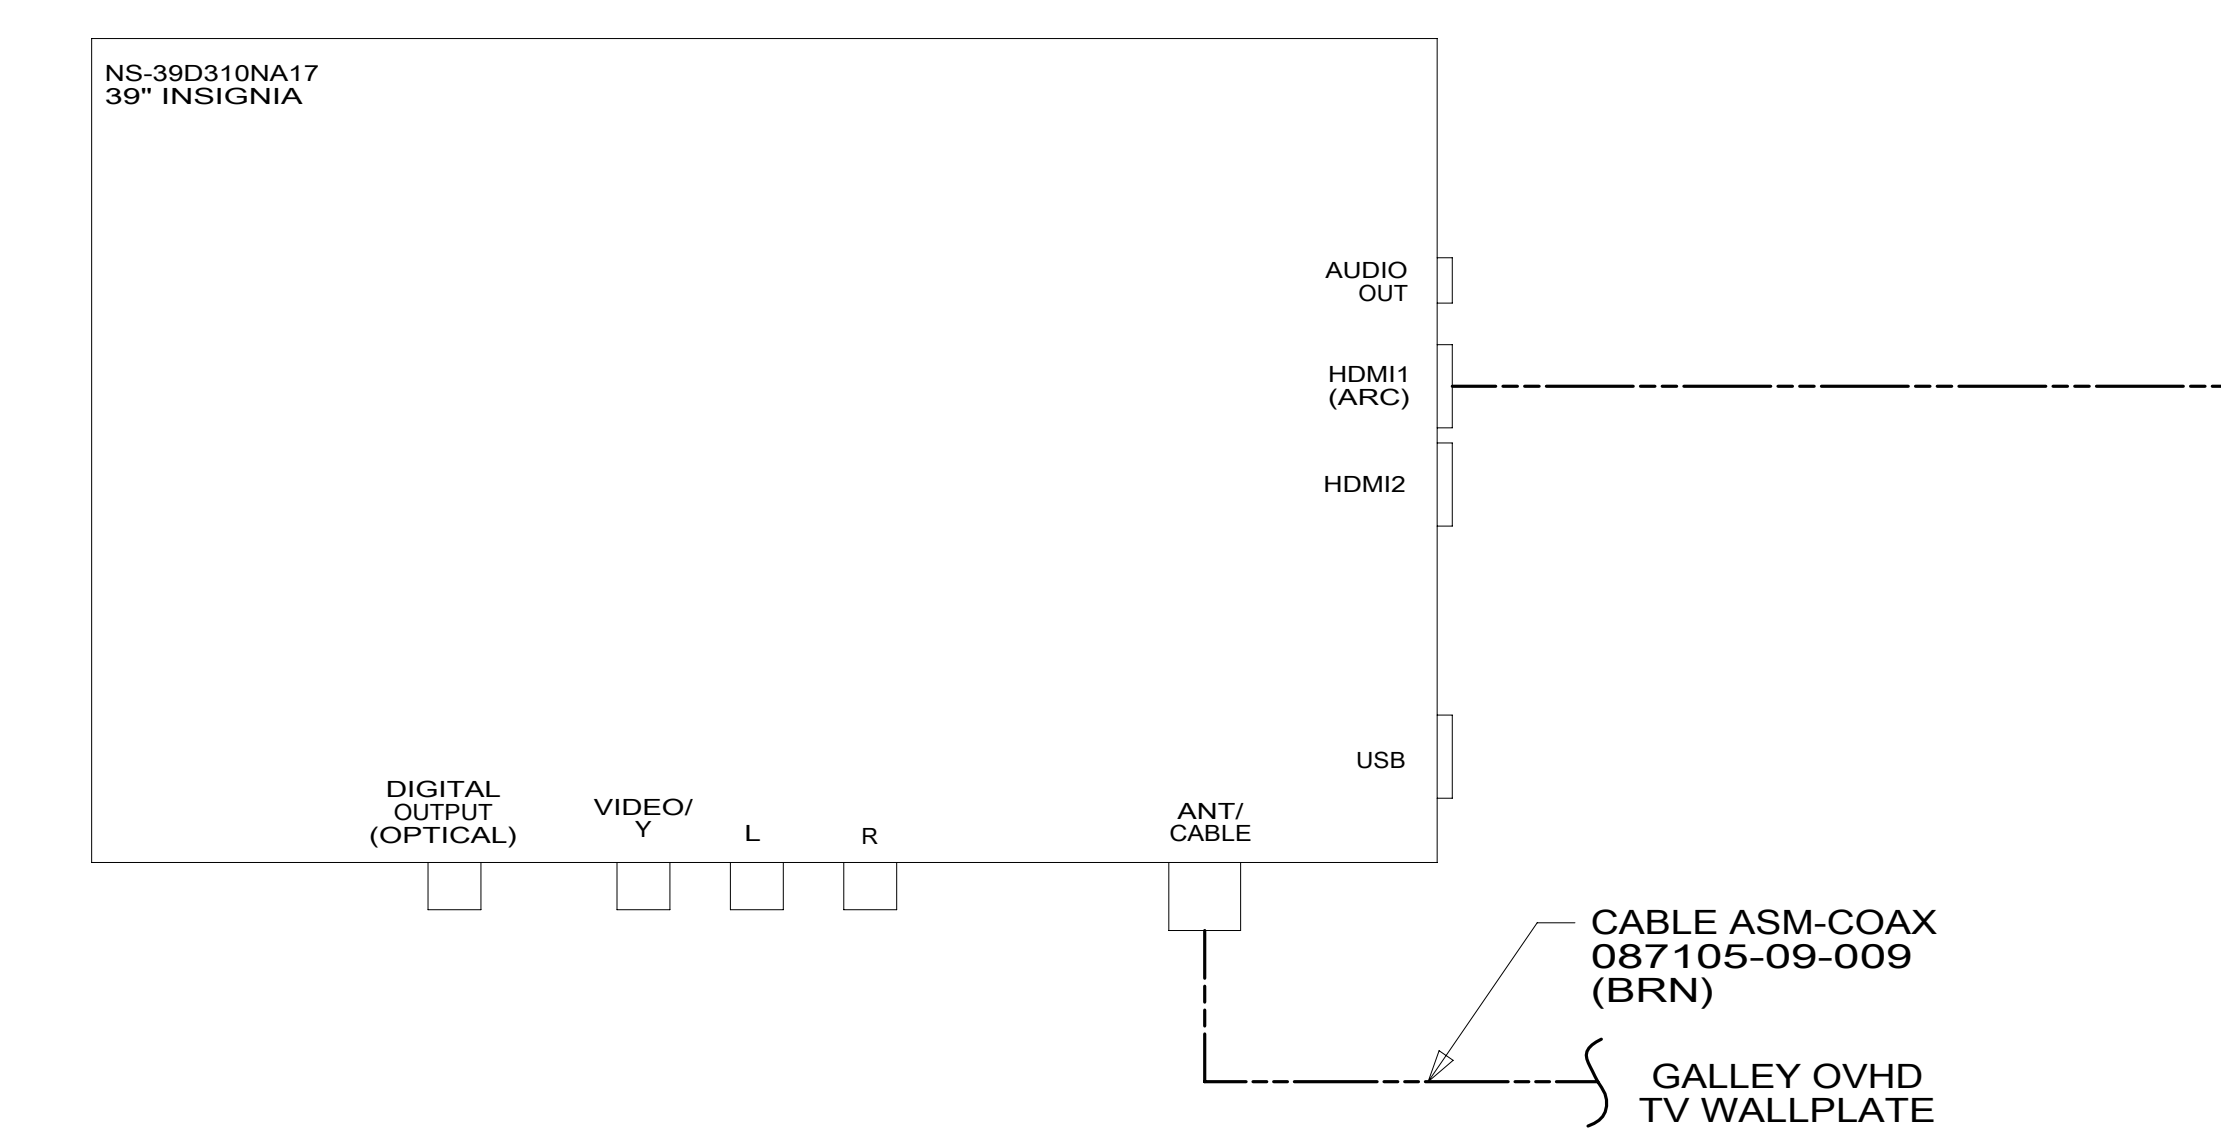 NS-39D310NA17
39" INSIGNIA
AUDIO
OUT
HDMI1
(ARC)
HDMI2
USB
DIGITAL
OUTPUT
(OPTICAL)
VIDEO/
Y
L
R
ANT/
CABLE
CABLE ASM-COAX
087105-09-009
(BRN)
GALLEY OVHD
TV WALLPLATE